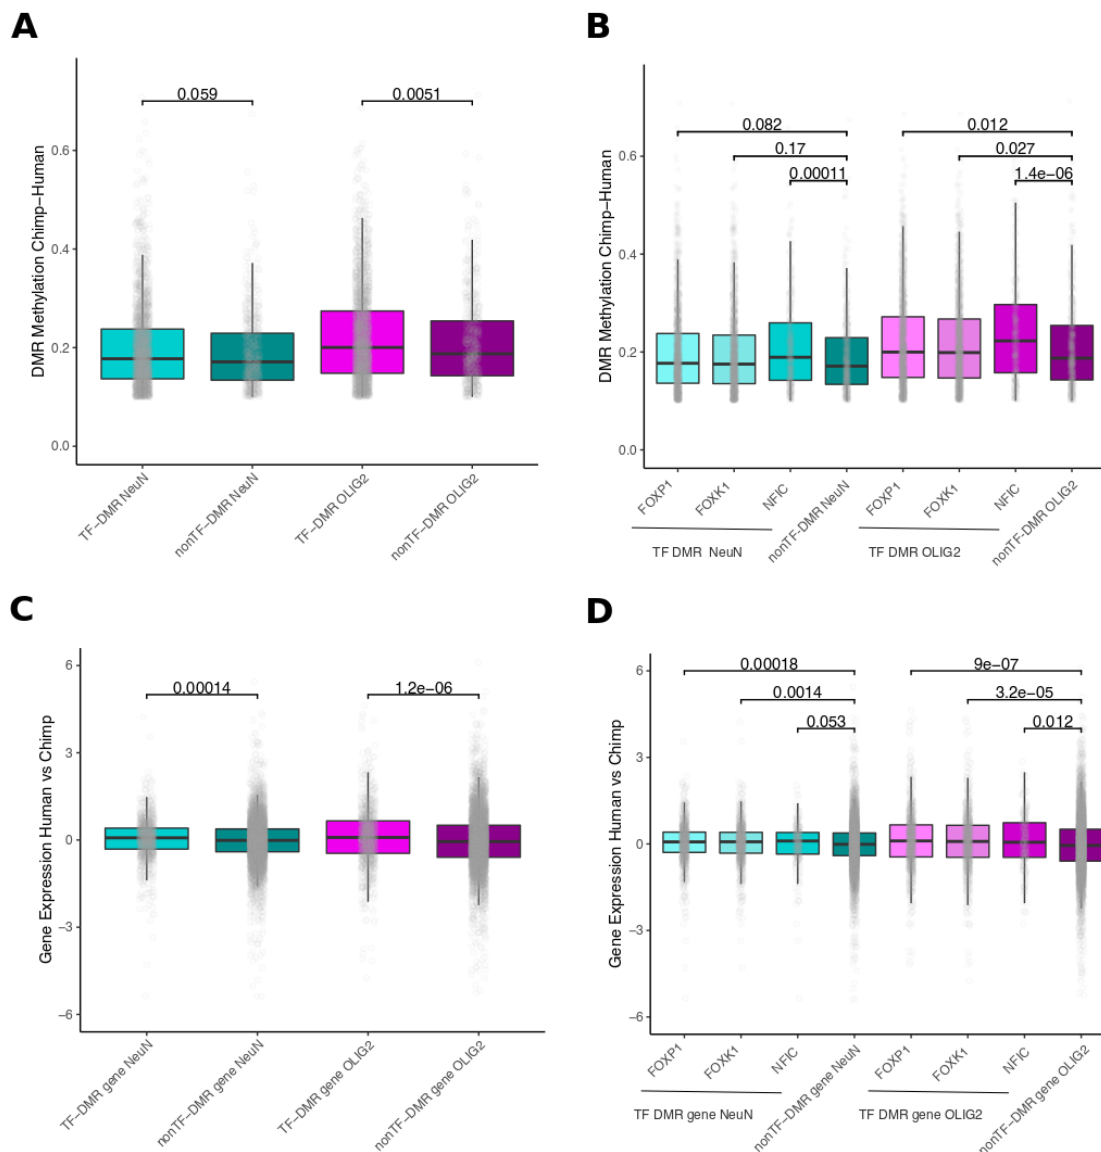 A
DMR Methylation Chimp−Human
0.6
0.4
0.2
0.0
0.059
0.0051
TF−DMR NeuN
nonTF−DMR NeuN
TF−DMR OLIG2
nonTF−DMR OLIG2
B
DMR Methylation Chimp−Human
0.6
0.4
0.2
0.0
0.082
0.17
0.00011
0.012
0.027
1.4e−06
FOXP1
FOXK1
NFIC
nonTF−DMR NeuN
FOXP1
FOXK1
NFIC
nonTF−DMR OLIG2
TF DMR NeuN
TF DMR OLIG2
C
Gene Expression Human vs Chimp
6
3
0
−3
−6
0.00014
1.2e−06
TF−DMR gene NeuN
nonTF−DMR gene NeuN
TF−DMR gene OLIG2
nonTF−DMR gene OLIG2
D
Gene Expression Human vs Chimp
6
3
0
−3
−6
0.00018
0.0014
0.053
9e−07
3.2e−05
0.012
FOXP1
FOXK1
NFIC
nonTF−DMR gene NeuN
FOXP1
FOXK1
NFIC
nonTF−DMR gene OLIG2
TF DMR gene NeuN
TF DMR gene OLIG2